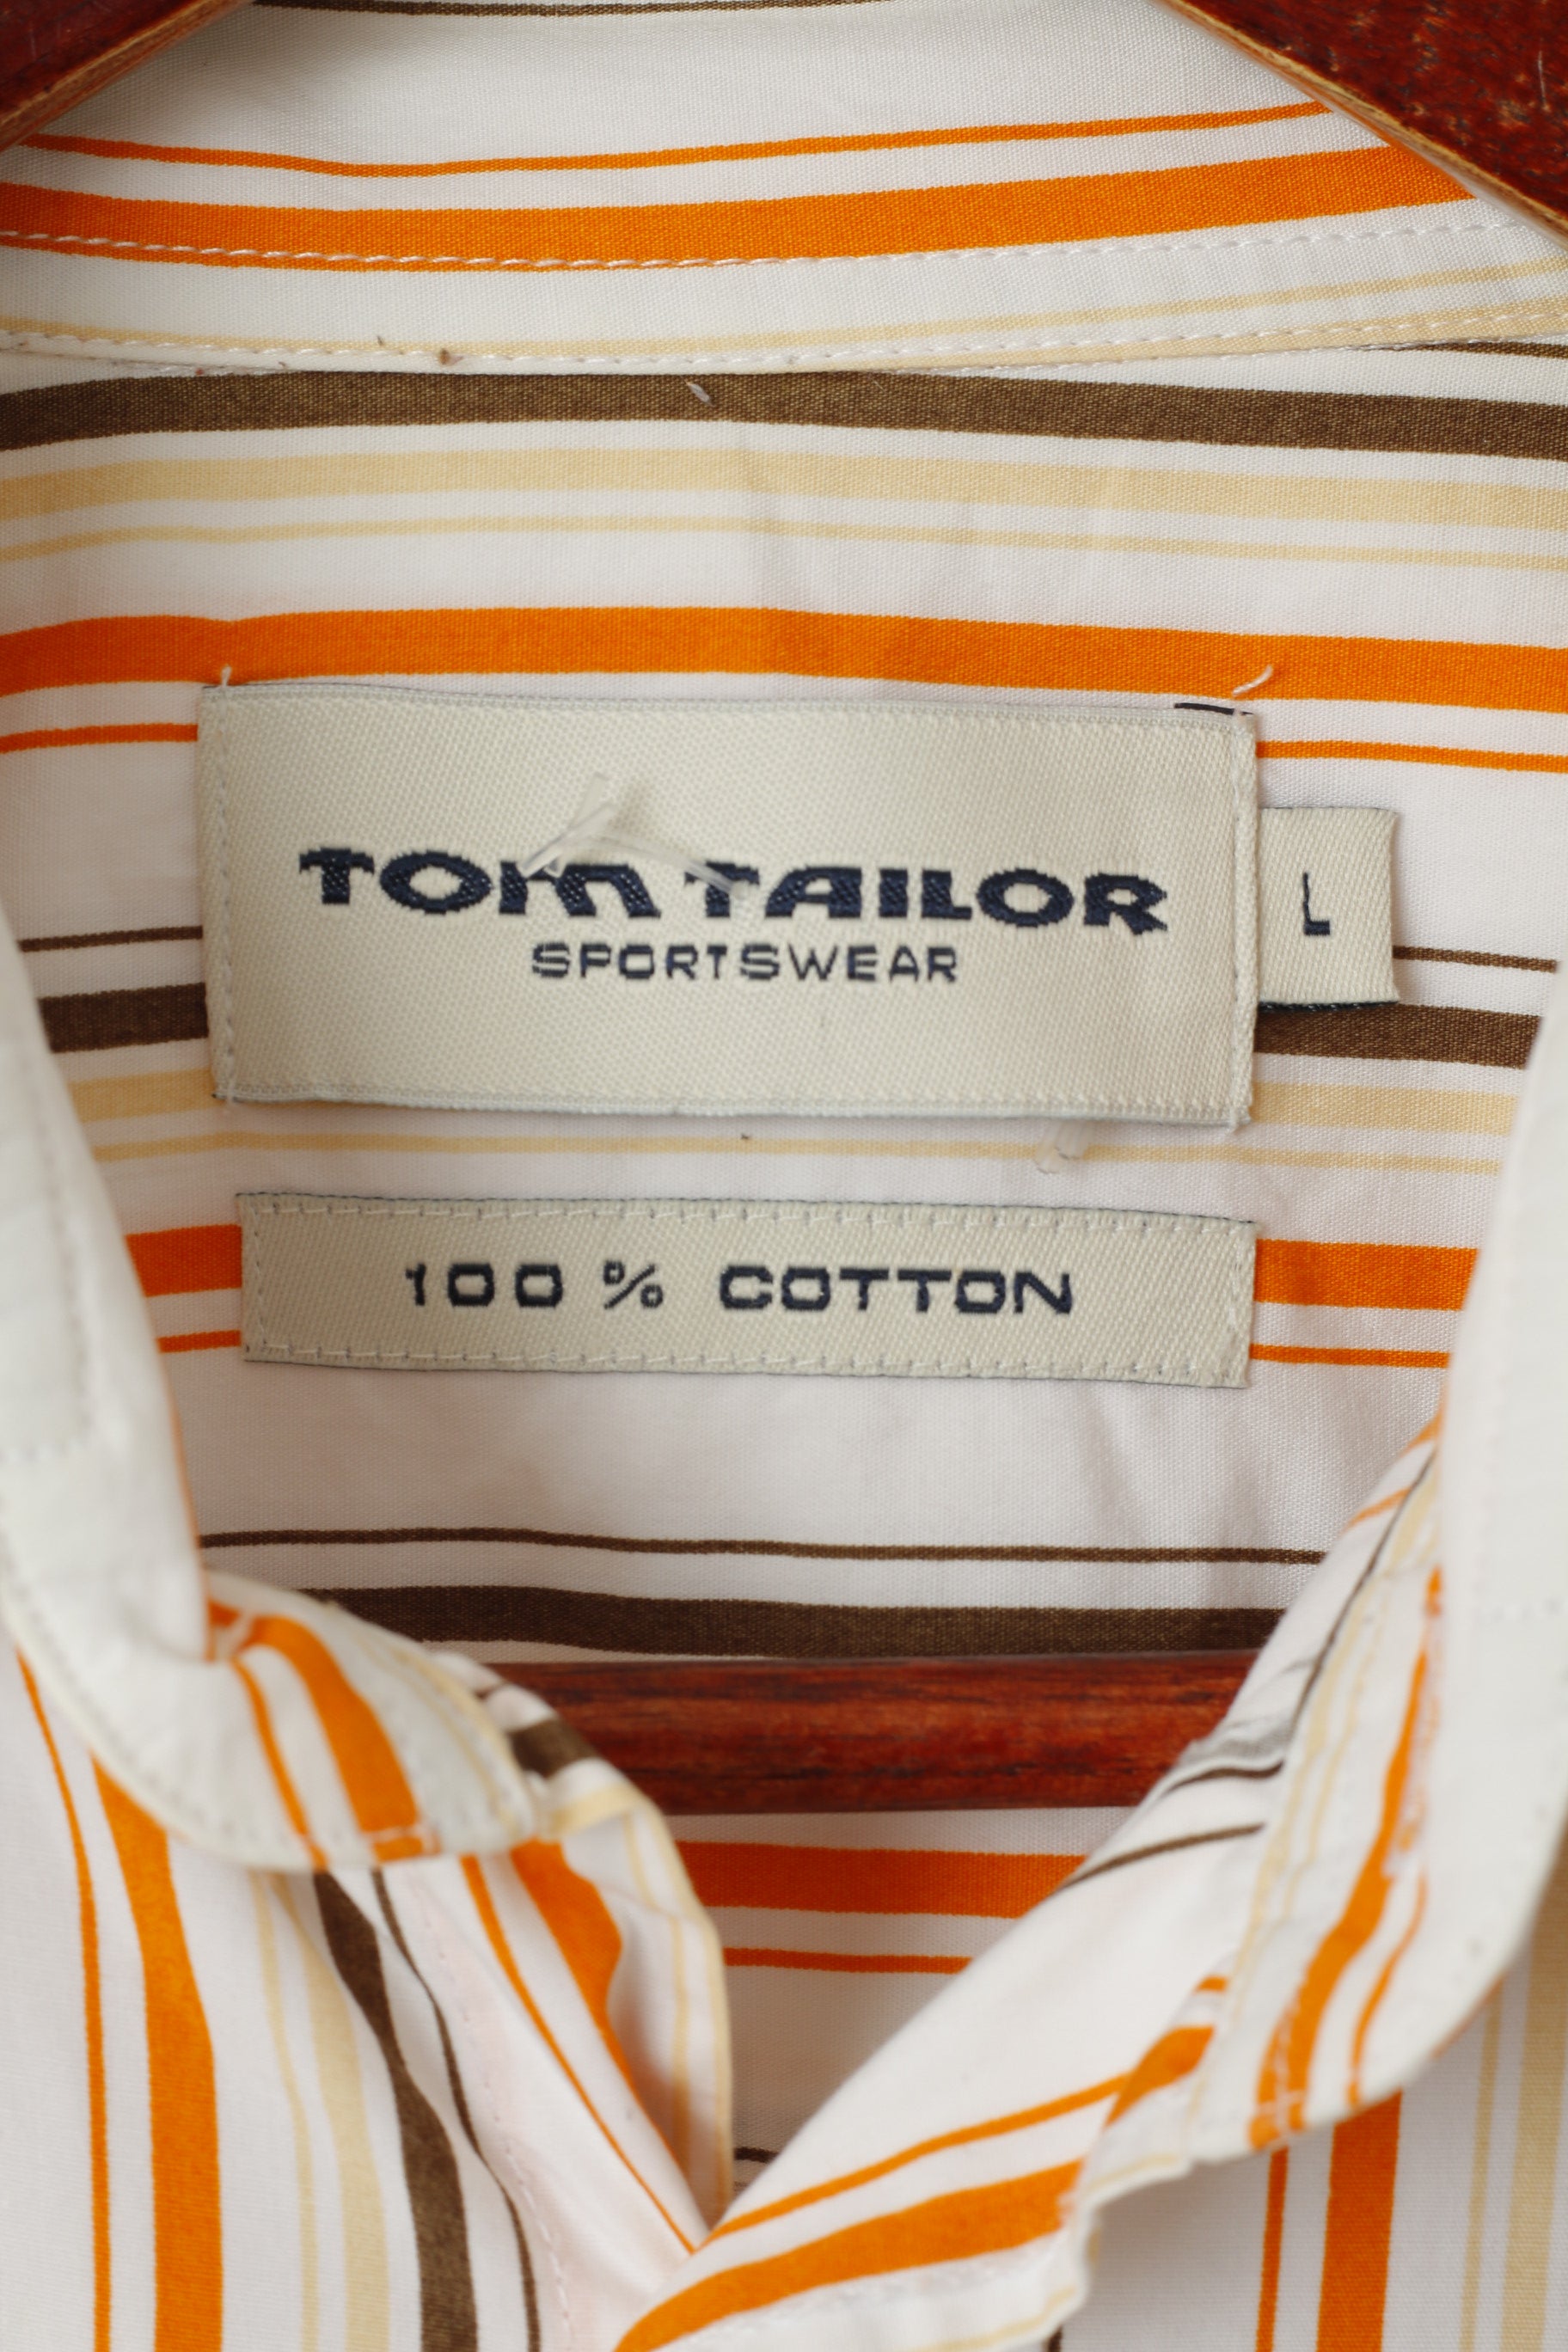 TOM TAILOR
SPORTSWEAR
L
100 % COTTON